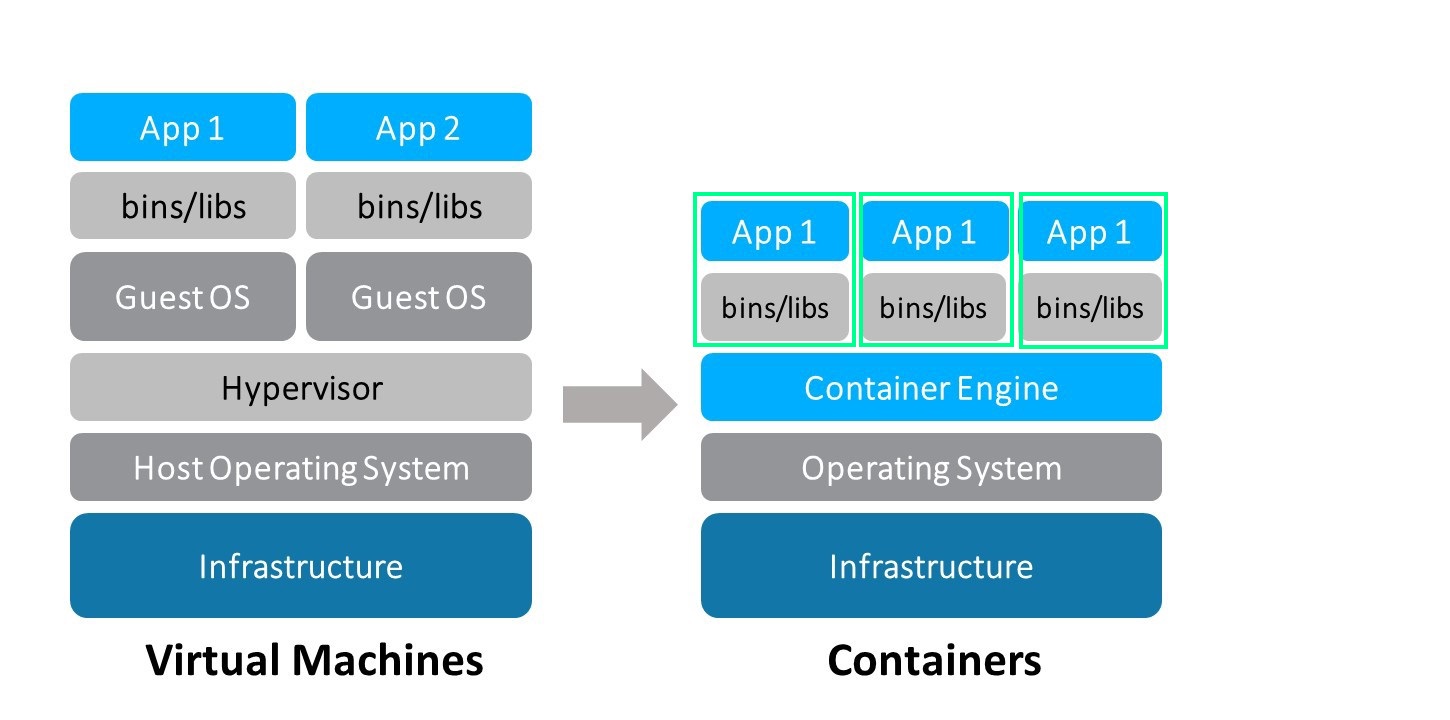 App 1
App 2
bins/libs
bins/libs
Guest OS
Guest OS
Hypervisor
Host Operating System
Infrastructure
Virtual Machines
App 1
App 1
App 1
bins/libs
bins/libs
bins/libs
Container Engine
Operating System
Infrastructure
Containers